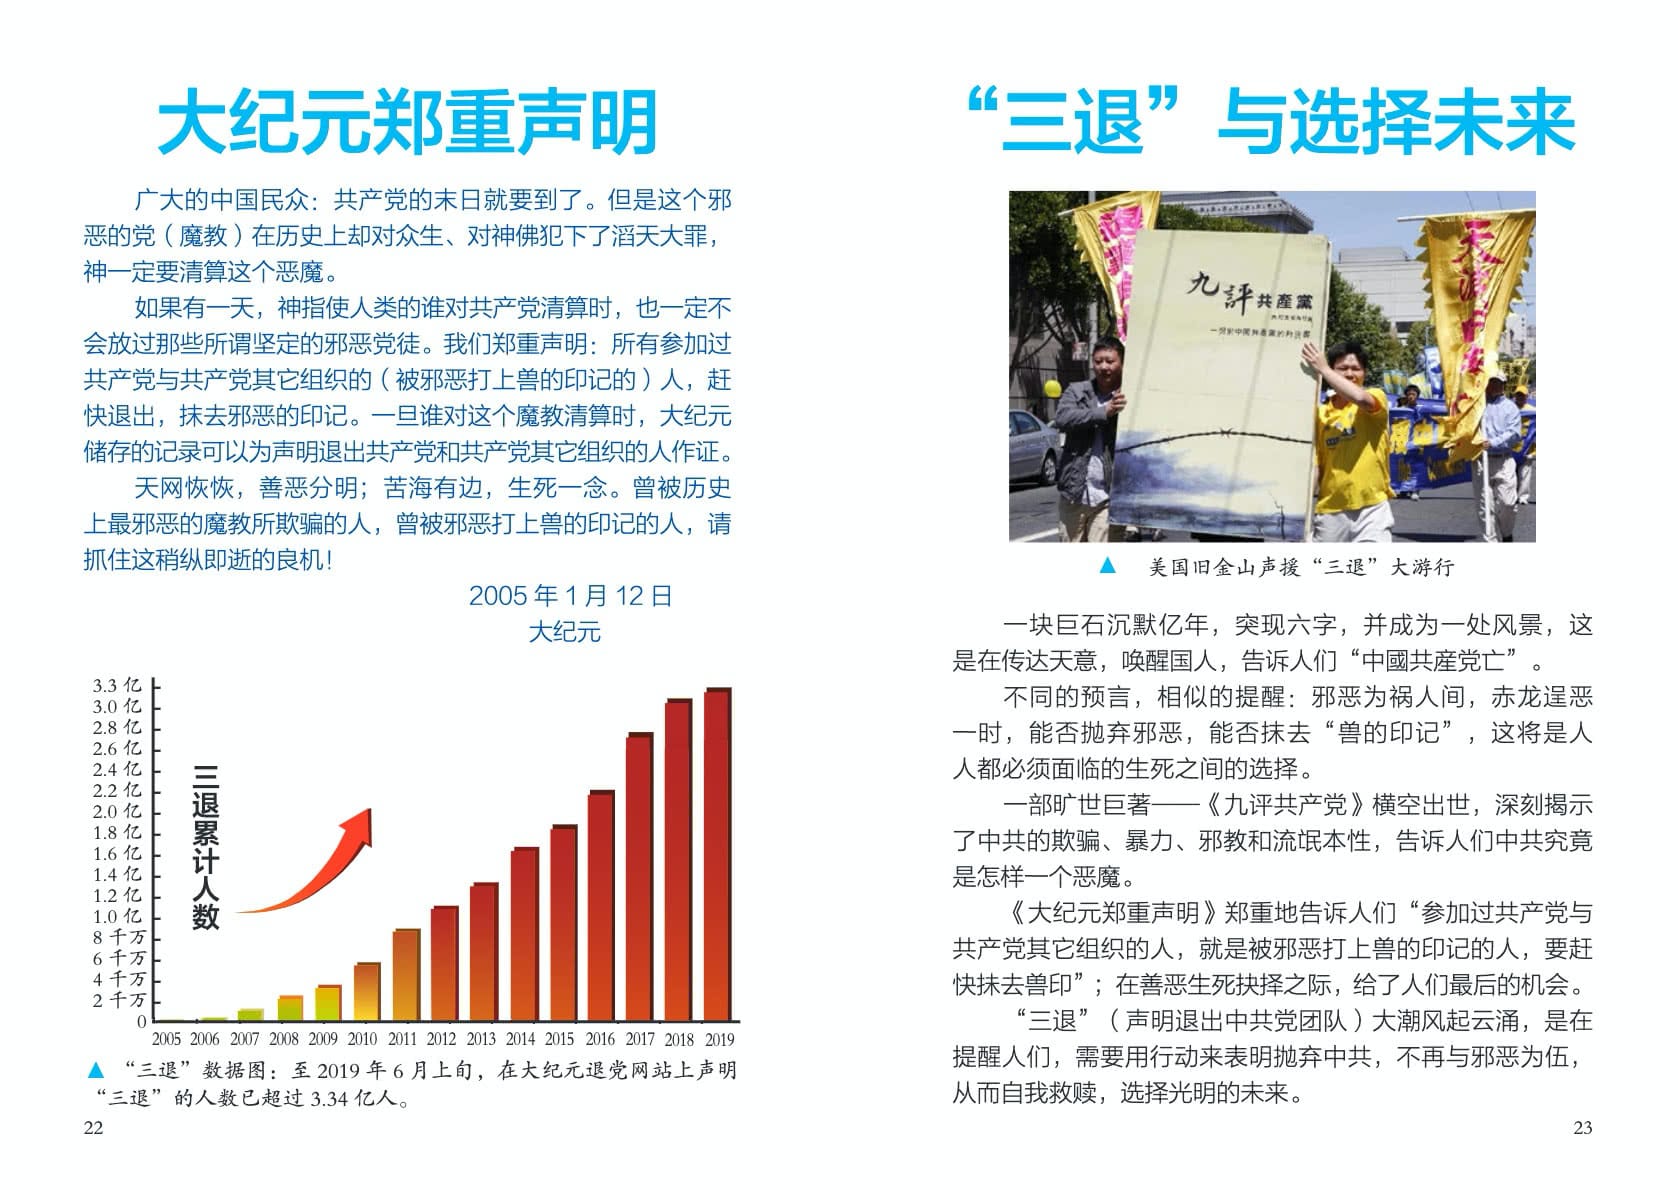 大纪元郑重声明
广大的中国民众：共产党的末日就要到了。但是这个邪
恶的党（魔教）在历史上却对众生、对神佛犯下了滔天大罪，
神一定要清算这个恶魔。
如果有一天，神指使人类的谁对共产党清算时，也一定不
会放过那些所谓坚定的邪恶党徒。我们郑重声明：所有参加过
共产党与共产党其它组织的（被邪恶打上兽的印记的）人，赶
快退出，抹去邪恶的印记。一旦谁对这个魔教清算时，大纪元
储存的记录可以为声明退出共产党和共产党其它组织的人作证。
天网恢恢，善恶分明；苦海有边，生死一念。曾被历史
上最邪恶的魔教所欺骗的人，曾被邪恶打上兽的印记的人，请
抓住这稍纵即逝的良机！
2005 年 1 月 12 日
大纪元
3.3 亿
3.0 亿
2.8 亿
2.6 亿
2.4 亿
2.2 亿
2.0 亿
1.8 亿
1.6 亿
1.4 亿
1.2 亿
1.0 亿
8 千万
6 千万
4 千万
2 千万
0
三退累计人数
2005 2006 2007 2008 2009 2010 2011 2012 2013 2014 2015 2016 2017 2018 2019
▲ “三退”数据图：至 2019 年 6 月上旬，在大纪元退党网站上声明
“三退”的人数已超过 3.34 亿人。
22
“三退”与选择未来
九評共產黨
天滅中共
▲ 美国旧金山声援“三退”大游行
一块巨石沉默亿年，突现六字，并成为一处风景，这
是在传达天意，唤醒国人，告诉人们“中國共産党亡”。
不同的预言，相似的提醒：邪恶为祸人间，赤龙逞恶
一时，能否抛弃邪恶，能否抹去“兽的印记”，这将是人
人都必须面临的生死之间的选择。
一部旷世巨著——《九评共产党》横空出世，深刻揭示
了中共的欺骗、暴力、邪教和流氓本性，告诉人们中共究竟
是怎样一个恶魔。
《大纪元郑重声明》郑重地告诉人们“参加过共产党与
共产党其它组织的人，就是被邪恶打上兽的印记的人，要赶
快抹去兽印”；在善恶生死抉择之际，给了人们最后的机会。
“三退”（声明退出中共党团队）大潮风起云涌，是在
提醒人们，需要用行动来表明抛弃中共，不再与邪恶为伍，
从而自我救赎，选择光明的未来。
23